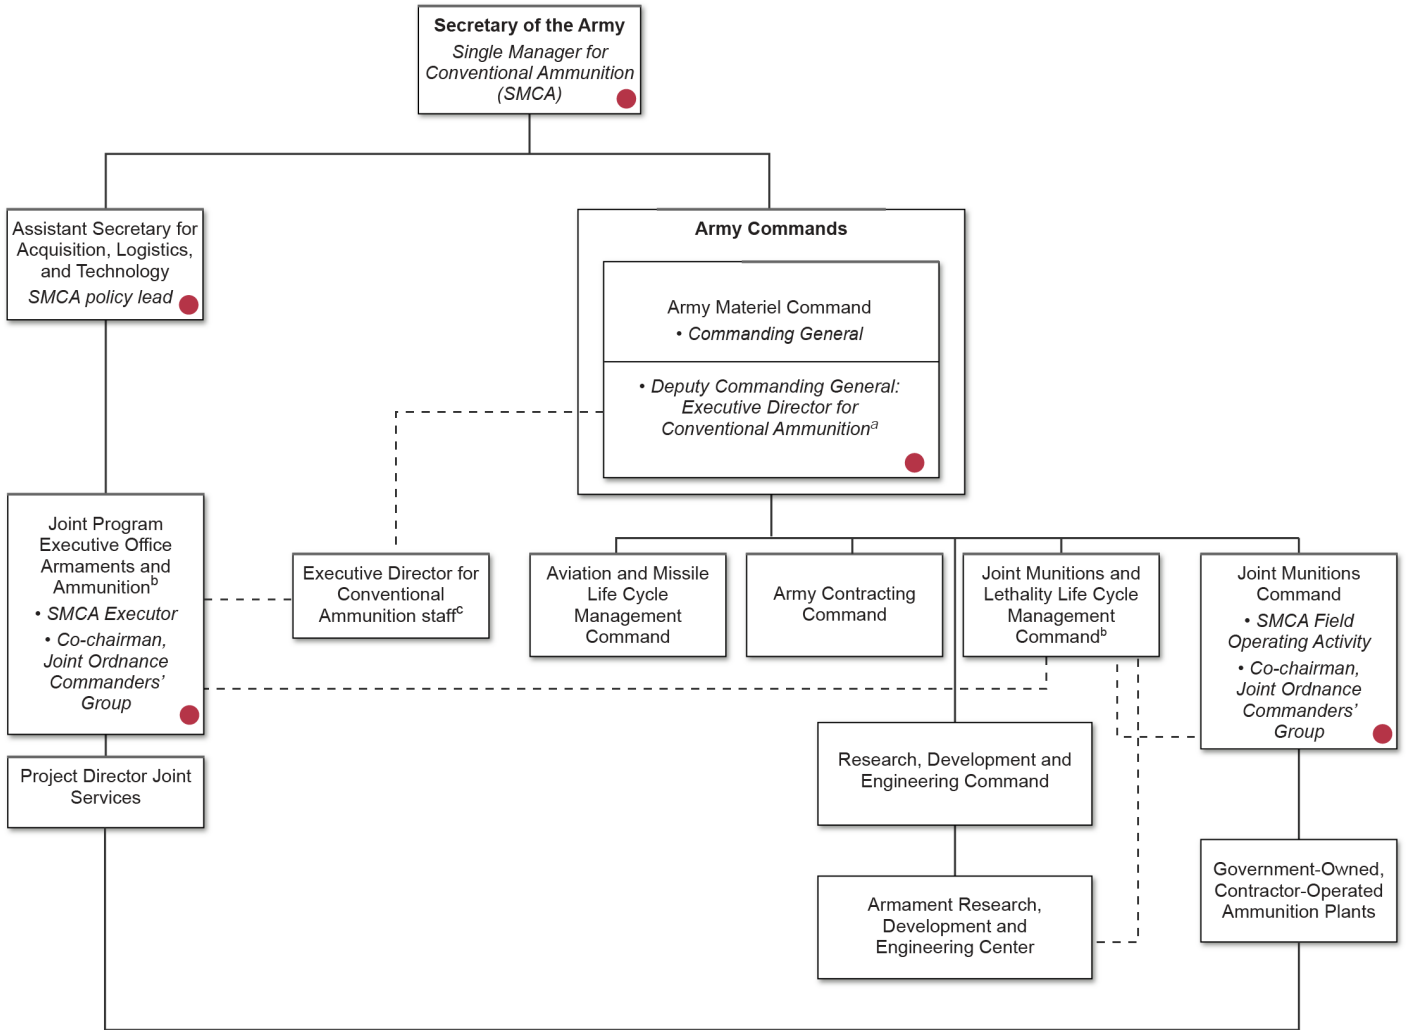 Secretary of the Army
Single Manager for
Conventional Ammunition
(SMCA)
Assistant Secretary for
Acquisition, Logistics,
and Technology
SMCA policy lead
Army Commands
Army Materiel Command
• Commanding General
• Deputy Commanding General:
Executive Director for
Conventional Ammunitionᵃ
Joint Program
Executive Office
Armaments and
Ammunitionᵇ
• SMCA Executor
• Co-chairman,
Joint Ordnance
Commanders’
Group
Executive Director for
Conventional
Ammunition staffᶜ
Aviation and Missile
Life Cycle
Management
Command
Army Contracting
Command
Joint Munitions and
Lethality Life Cycle
Management
Commandᵇ
Joint Munitions
Command
• SMCA Field
Operating Activity
• Co-chairman,
Joint Ordnance
Commanders’
Group
Project Director Joint
Services
Research, Development and
Engineering Command
Armament Research,
Development and
Engineering Center
Government-Owned,
Contractor-Operated
Ammunition Plants